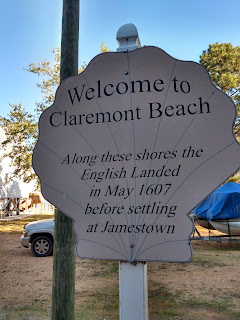 Welcome to
Claremont Beach
Along these shores the
English Landed
in May 1607
before settling
at Jamestown